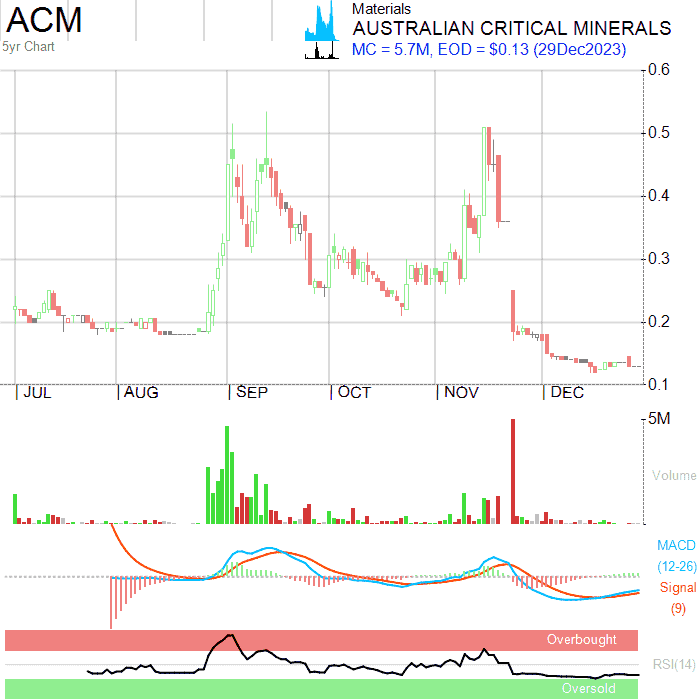 ACM
5yr Chart
Materials
AUSTRALIAN CRITICAL MINERALS
MC = 5.7M, EOD = $0.13 (29Dec2023)
0.6
0.5
0.4
0.3
0.2
0.1
JUL AUG SEP OCT NOV DEC
5M
Volume
MACD
(12-26)
Signal
(9)
Overbought
RSI(14)
Oversold